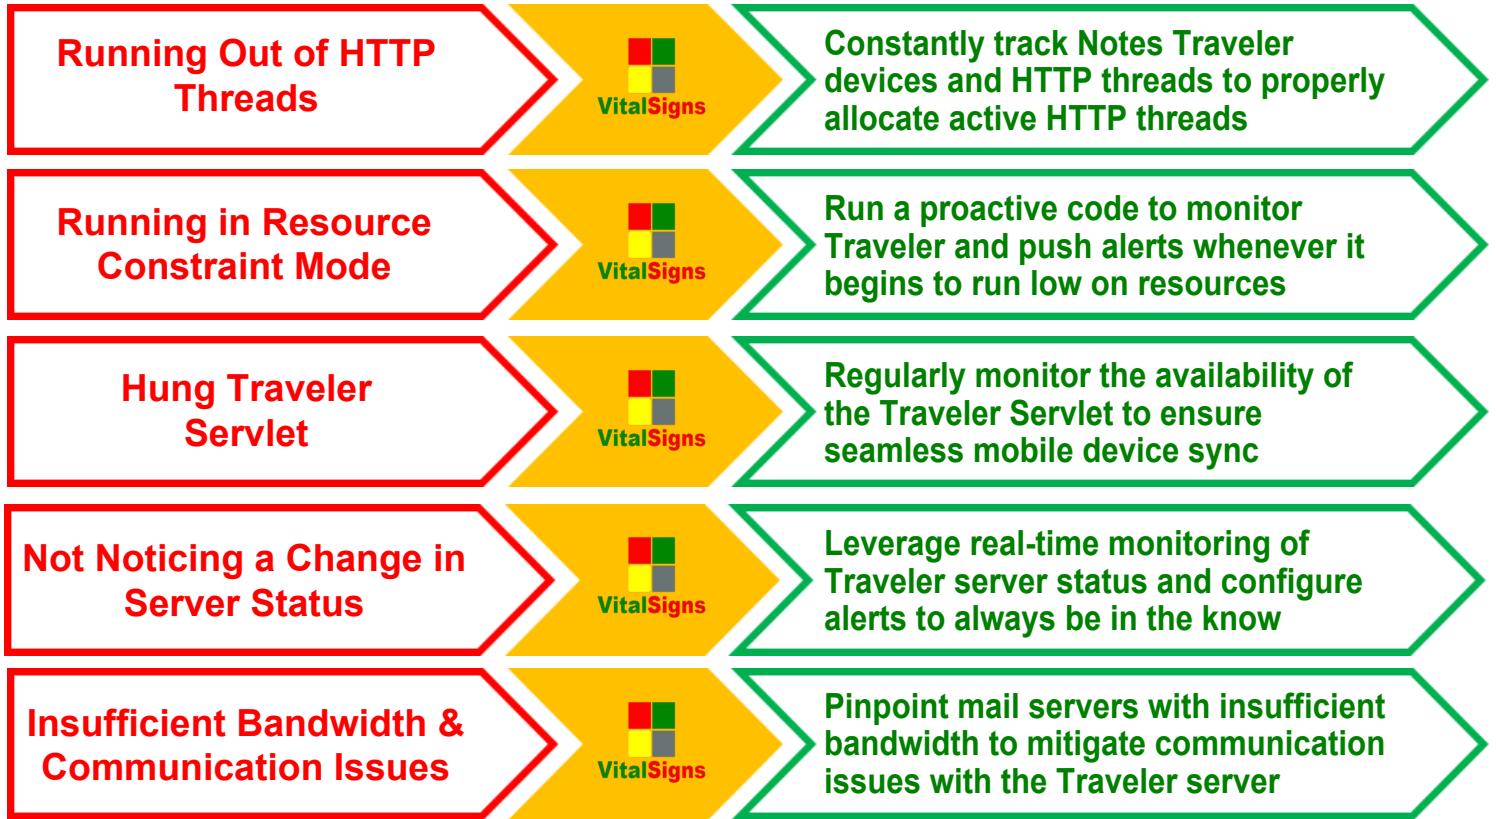 Running Out of HTTP
Threads
VitalSigns
Constantly track Notes Traveler
devices and HTTP threads to properly
allocate active HTTP threads
Running in Resource
Constraint Mode
VitalSigns
Run a proactive code to monitor
Traveler and push alerts whenever it
begins to run low on resources
Hung Traveler
Servlet
VitalSigns
Regularly monitor the availability of
the Traveler Servlet to ensure
seamless mobile device sync
Not Noticing a Change in
Server Status
VitalSigns
Leverage real-time monitoring of
Traveler server status and configure
alerts to always be in the know
Insufficient Bandwidth &
Communication Issues
VitalSigns
Pinpoint mail servers with insufficient
bandwidth to mitigate communication
issues with the Traveler server